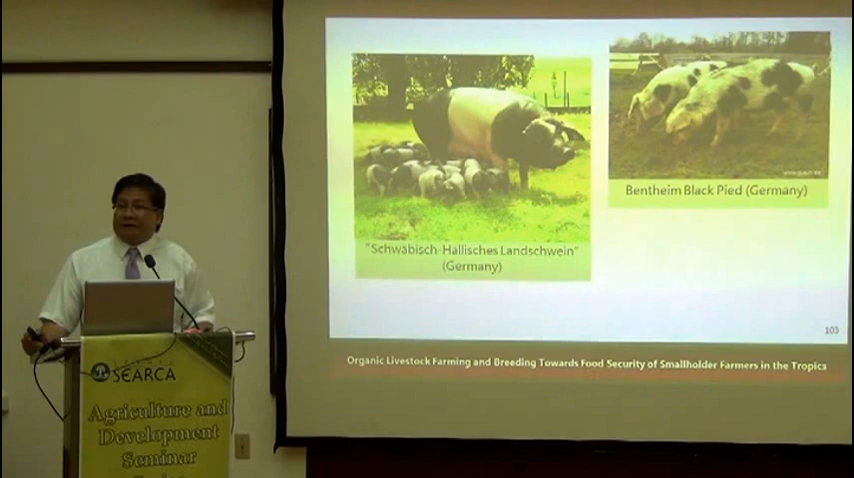 "Schwäbisch-Hällisches Landschwein"
(Germany)
Bentheim Black Pied (Germany)
103
Organic Livestock Farming and Breeding Towards Food Security of Smallholder Farmers in the Tropics
SEARCA
Agriculture and
Development
Seminar